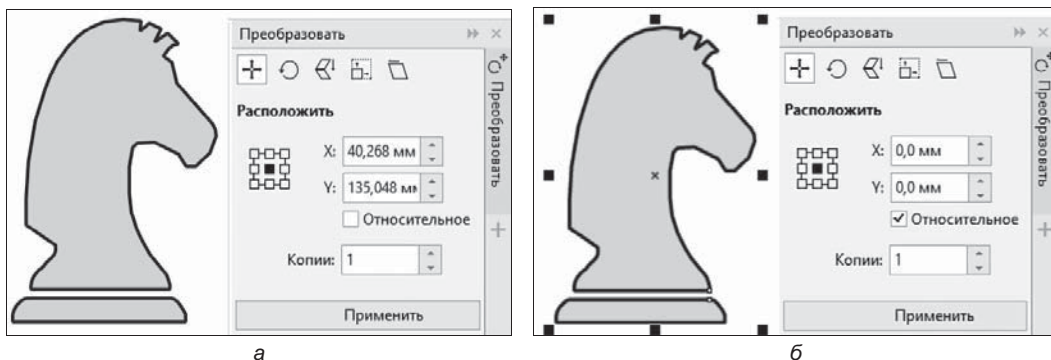 Преобразовать
Преобразовать
Расположить
X: 40,268 мм
Y: 135,048
Относительное
Копии: 1
Применить
а
Преобразовать
Преобразовать
Расположить
X: 0,0 мм
Y: 0,0 мм
Относительное
Копии: 1
Применить
б